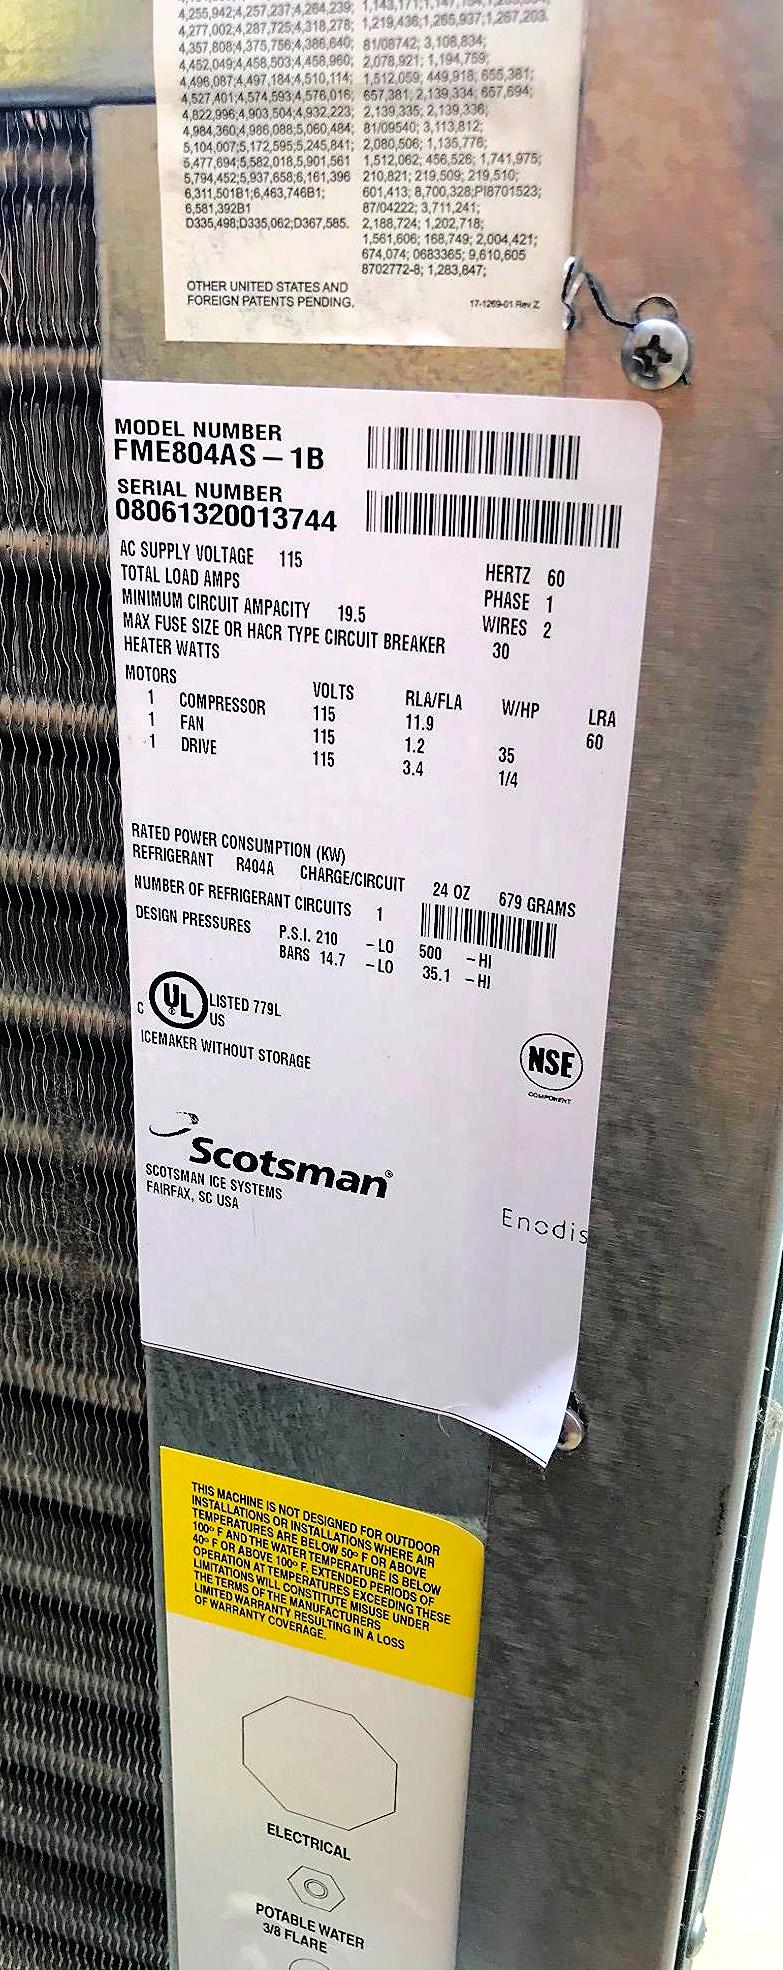 4,255,942;4,257,237;4,264,239;
4,277,002;4,287,725;4,318,278;
4,357,808;4,375,756;4,386,640;
4,452,049;4,458,503;4,458,960;
4,496,087;4,497,184;4,510,114;
4,527,401;4,574,593;4,576,016;
4,822,996;4,903,504;4,932,223;
4,984,360;4,986,088;5,060,484;
5,104,007;5,172,595;5,245,841;
5,477,694;5,582,018;5,901,561
5,794,452;5,937,658;6,161,396
6,311,501B1;6,463,746B1;
6,581,392B1
D335,498;D335,062;D367,585.
1,219,436;1,265,937;1,267,203.
81/08742; 3,108,834;
2,078,921; 1,194,759;
1,512,059; 449,918; 655,381;
657,381; 2,139,334; 657,694;
2,139,335; 2,139,336;
81/09540; 3,113,812;
2,080,506; 1,135,776;
1,512,062; 456,526; 1,741,975;
210,821; 219,509; 219,510;
601,413; 8,700,328;PI8701523;
87/04222; 3,711,241;
2,188,724; 1,202,718;
1,561,606; 168,749; 2,004,421;
674,074; 0683365; 9,610,605
8702772-8; 1,283,847;
OTHER UNITED STATES AND
FOREIGN PATENTS PENDING.
17-1269-01 Rev Z
MODEL NUMBER
FME804AS – 1B
SERIAL NUMBER
08061320013744
AC SUPPLY VOLTAGE 115 HERTZ 60
TOTAL LOAD AMPS PHASE 1
MINIMUM CIRCUIT AMPACITY 19.5 WIRES 2
MAX FUSE SIZE OR HACR TYPE CIRCUIT BREAKER 30
HEATER WATTS
MOTORS VOLTS RLA/FLA W/HP LRA
1 COMPRESSOR 115 11.9 60
1 FAN 115 1.2 35
1 DRIVE 115 3.4 1/4
RATED POWER CONSUMPTION (KW)
REFRIGERANT R404A CHARGE/CIRCUIT 24 OZ 679 GRAMS
NUMBER OF REFRIGERANT CIRCUITS 1
DESIGN PRESSURES P.S.I. 210 -LO 500 -HI
BARS 14.7 -LO 35.1 -HI
C UL LISTED 779L
US
ICEMAKER WITHOUT STORAGE
NSF
COMPONENT
Scotsman®
SCOTSMAN ICE SYSTEMS
FAIRFAX, SC USA
Enodis
THIS MACHINE IS NOT DESIGNED FOR OUTDOOR
INSTALLATIONS OR INSTALLATIONS WHERE AIR
TEMPERATURES ARE BELOW 50º F OR ABOVE
100º F AND THE WATER TEMPERATURE IS BELOW
40º F OR ABOVE 100º F. EXTENDED PERIODS OF
OPERATION AT TEMPERATURES EXCEEDING THESE
LIMITATIONS WILL CONSTITUTE MISUSE UNDER
THE TERMS OF THE MANUFACTURERS
LIMITED WARRANTY RESULTING IN A LOSS
OF WARRANTY COVERAGE.
ELECTRICAL
POTABLE WATER
3/8 FLARE